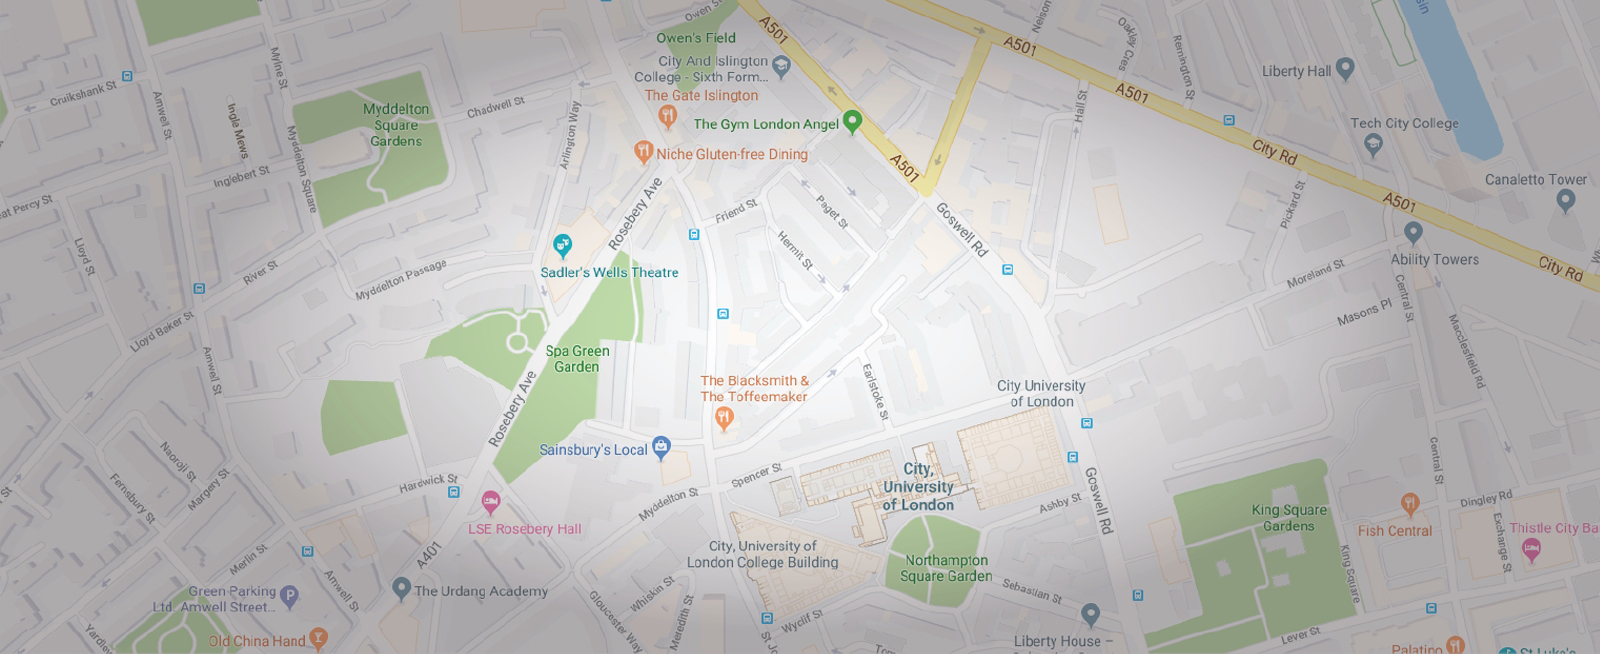 Owen St
A501
Nelson
Oakley Cres
A501
Remington St
sin
Owen's Field
City And Islington
College - Sixth Form...
Liberty Hall
Mylne St
Cruikshank St
Amwell St
Ingle Mews
Myddelton
Square
Gardens
Chadwell St
The Gate Islington
Arlington Way
The Gym London Angel
Hall St
A501
Tech City College
City Rd
Niche Gluten-free Dining
A501
Inglebert St
Myddelton Square
Canaletto Tower
eat Percy St
Rosebery Ave
Friend St
Paget St
Goswell Rd
Pickard St
A501
Lloyd St
River St
Myddelton Passage
Sadler's Wells Theatre
Hermit St
Moreland St
Ability Towers
City Rd
Central St
Masons Pl
Macclesfield Rd
Lloyd Baker St
Amwell St
Spa Green
Garden
Rosebery Ave
The Blacksmith &
The Toffeemaker
Earlstoke St
City University
of London
Sainsbury's Local
Naoroji St
Margery St
Fernsbury St
Hardwick St
Spencer St
Myddelton St
City,
University
of London
Ashby St
Goswell Rd
Central St
King Square
Gardens
Dingley Rd
Fish Central
Exchange St
Thistle City Ba
LSE Rosebery Hall
A401
Merlin St
Amwell St
City, University of
London College Building
Northampton
Square Garden
Sebastian St
King Square
Green Parking
Ltd. Amwell Street...
The Urdang Academy
Gloucester Way
Whiskin St
Meredith St
Wyclif St
Yardley
Old China Hand
Liberty House –
Lever St
Palatino
St Luke's